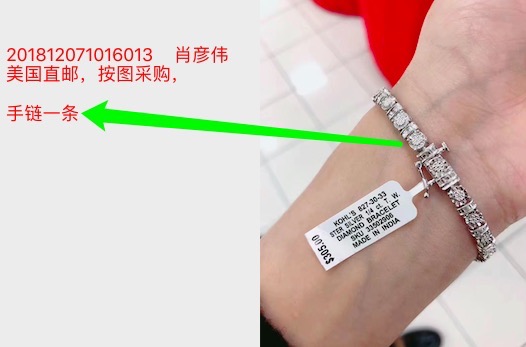 201812071016013 肖彦伟
美国直邮，按图采购，
手链一条
KOHL'S 827-30-33
STER SILVER 1/4 ct. T. W.
DIAMOND BRACELET
SKU 33502906
MADE IN INDIA
$305.00